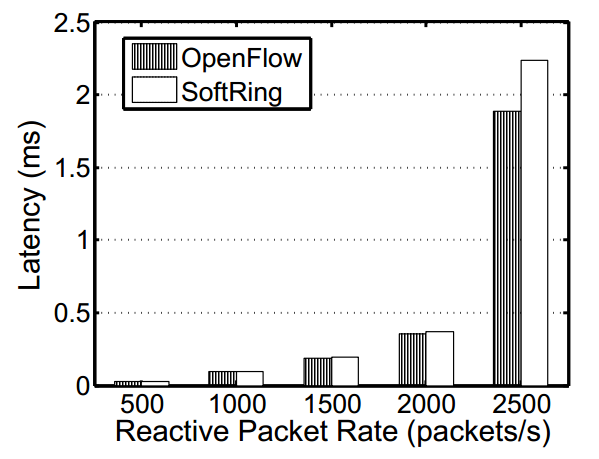 2.5
2
1.5
1
0.5
0
Latency (ms)
OpenFlow
SoftRing
500 1000 1500 2000 2500
Reactive Packet Rate (packets/s)